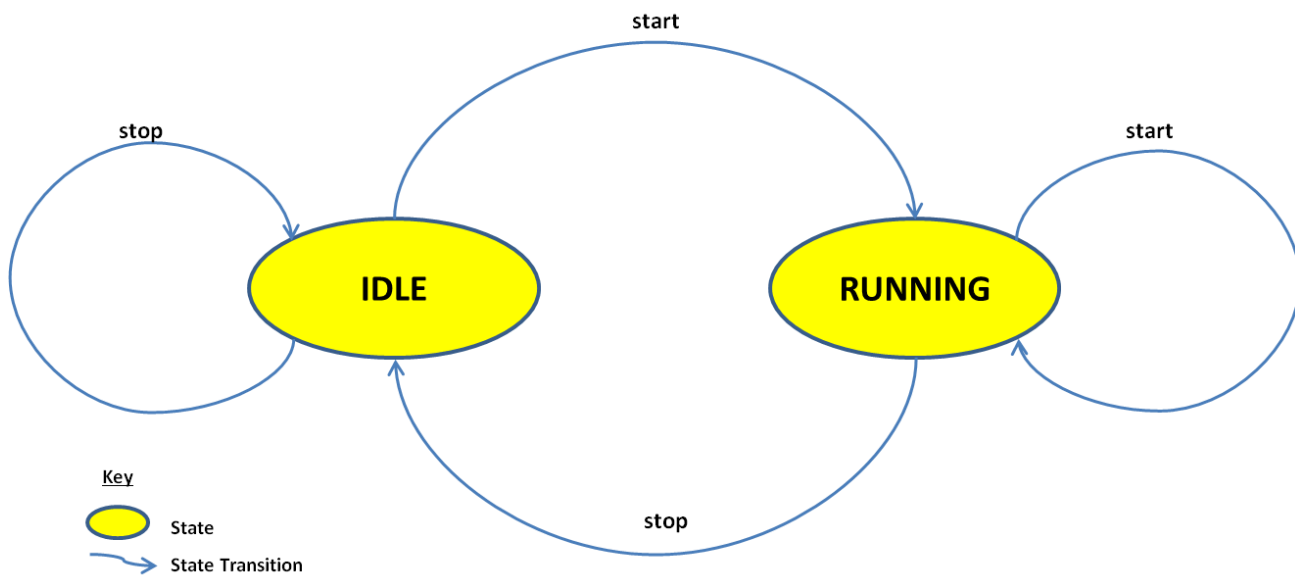 start
stop
start
IDLE
RUNNING
stop
Key
State
State Transition